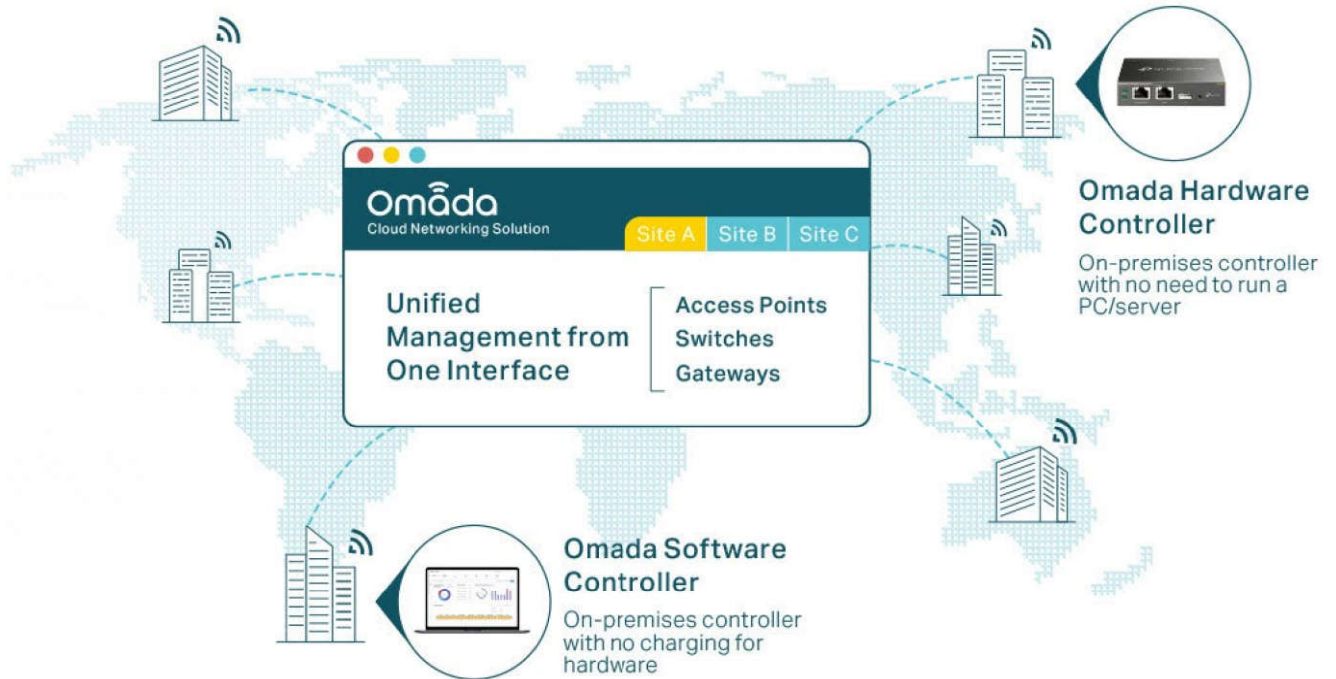 Omada
Cloud Networking Solution
Site A
Site B
Site C
Unified
Management from
One Interface
Access Points
Switches
Gateways
Omada Hardware
Controller
On-premises controller
with no need to run a
PC/server
Omada Software
Controller
On-premises controller
with no charging for
hardware